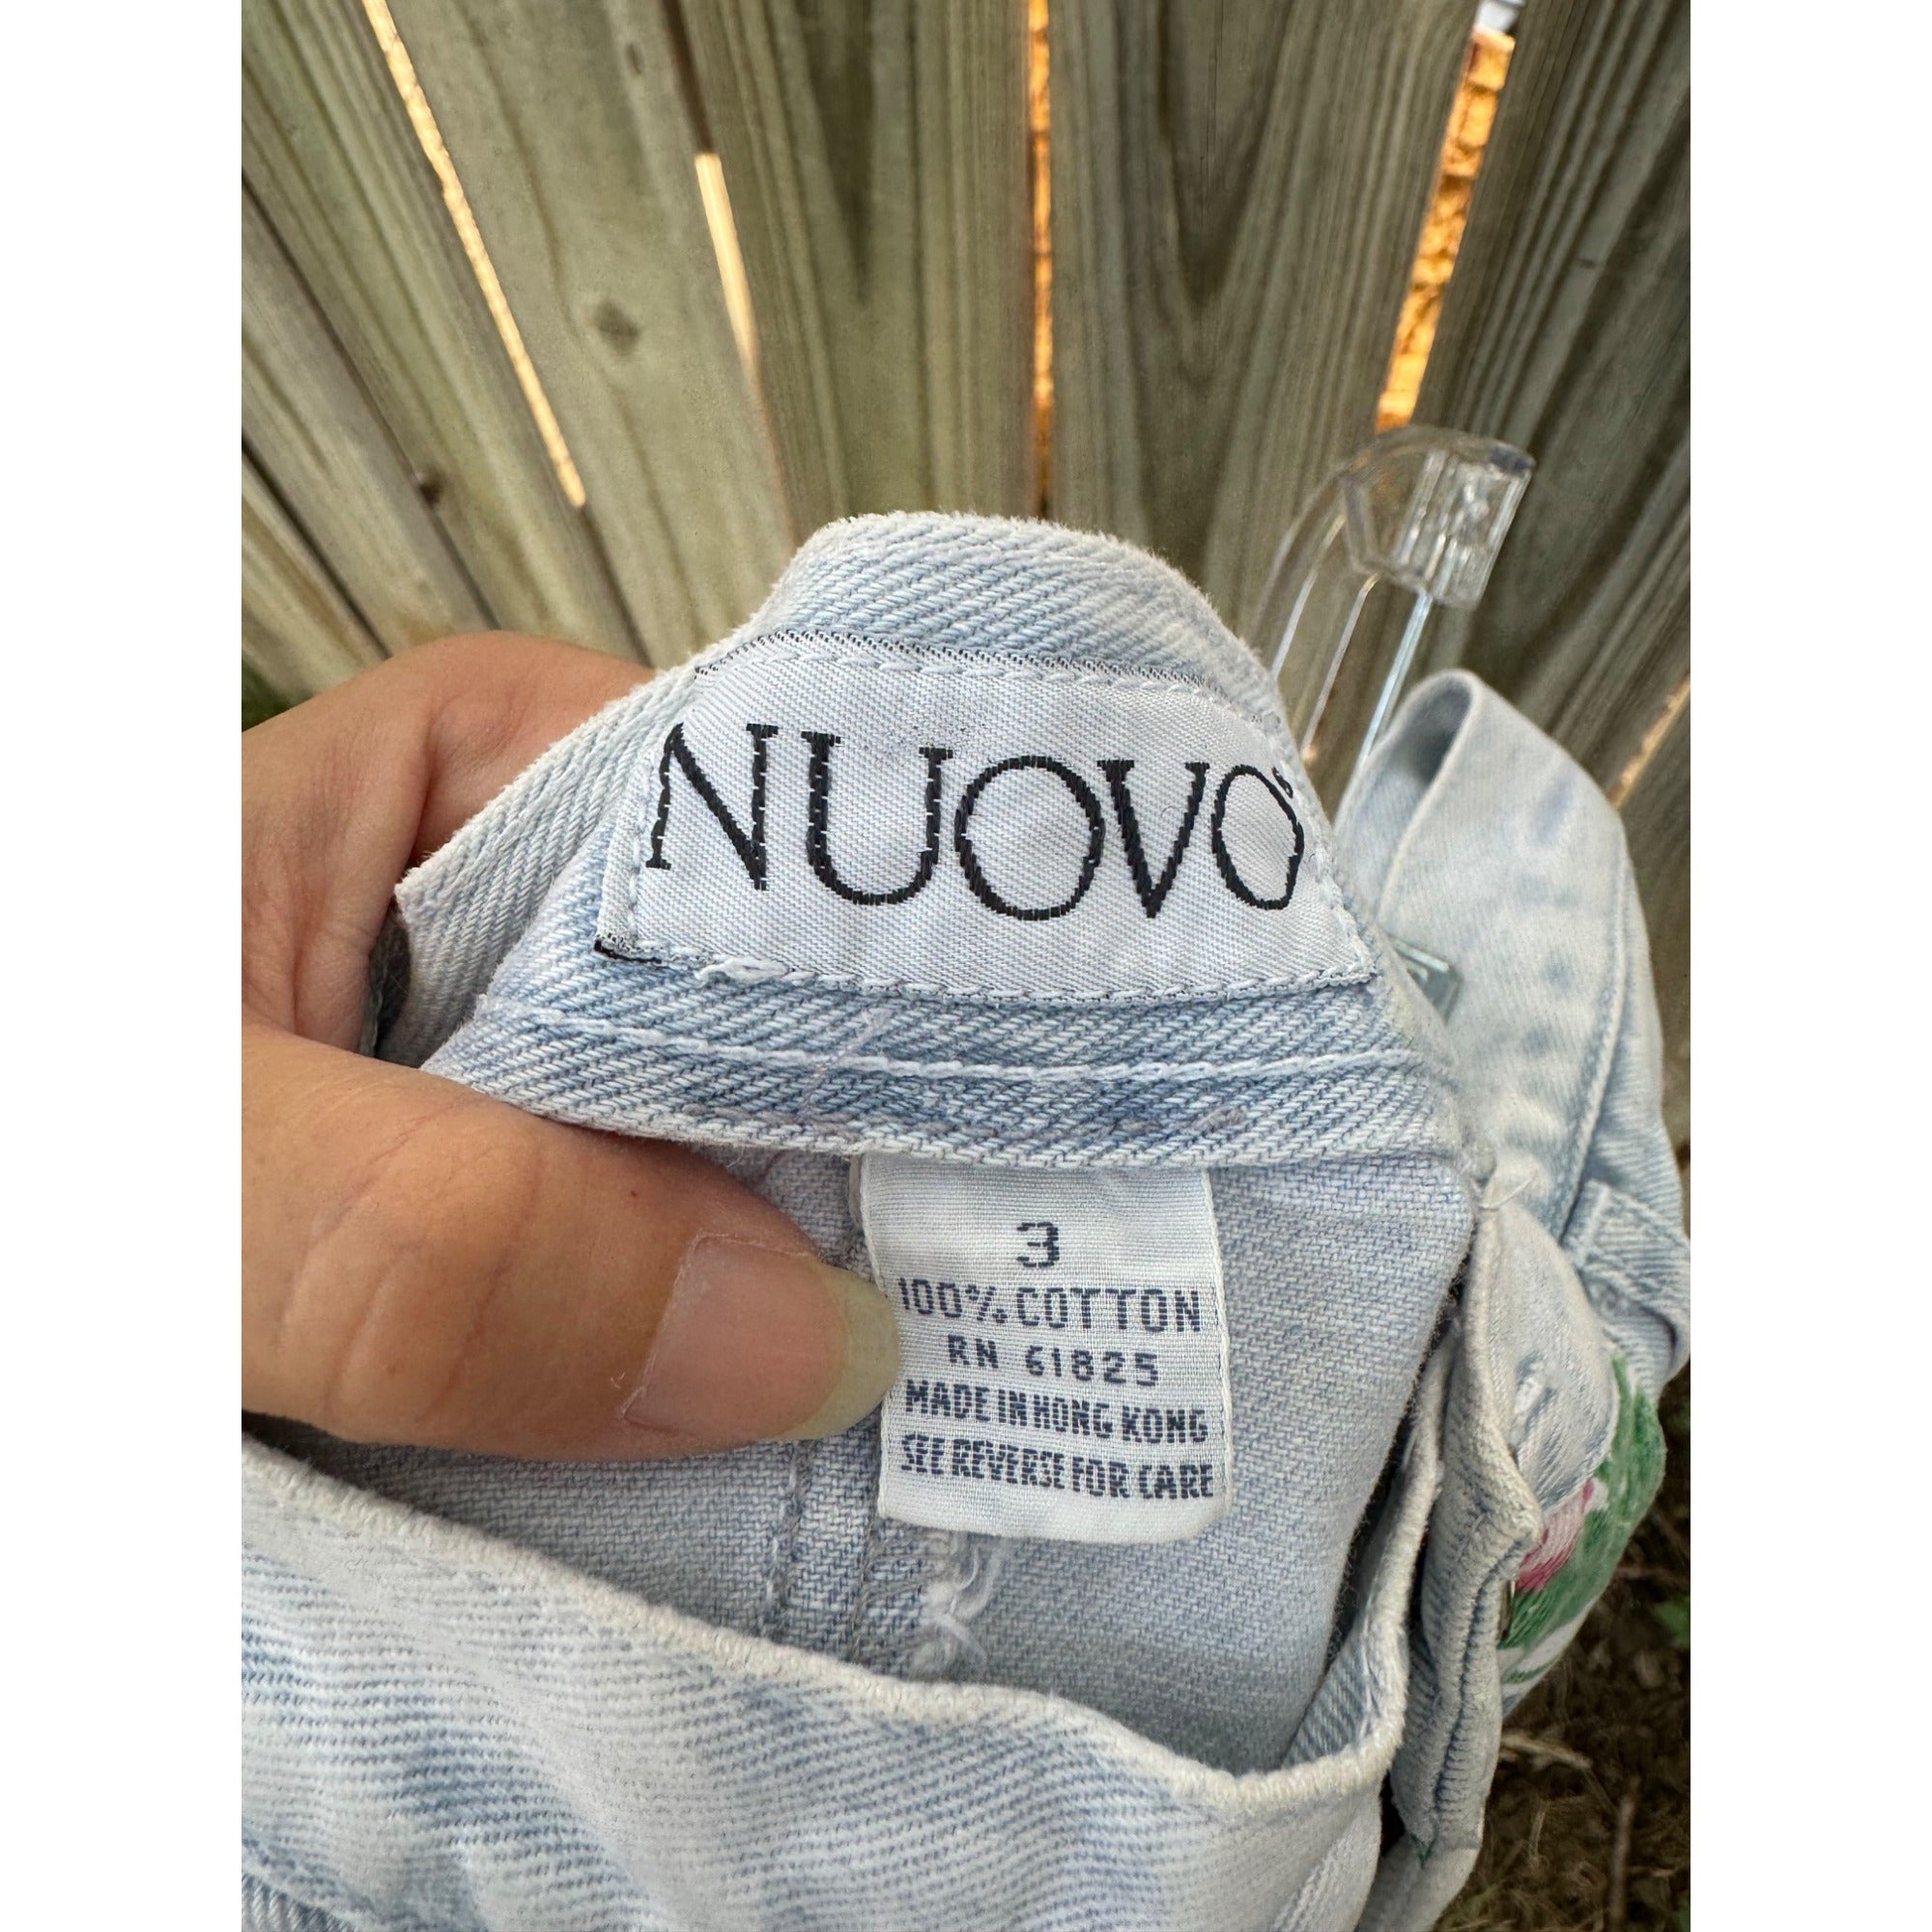 NUOVO
3
100% COTTON
RN 61825
MADE IN HONG KONG
SEE REVERSE FOR CARE